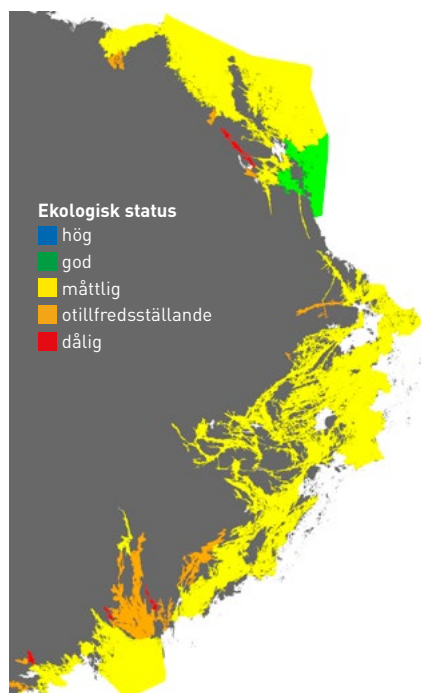 Ekologisk status
hög
god
måttlig
otillfredsställande
dålig